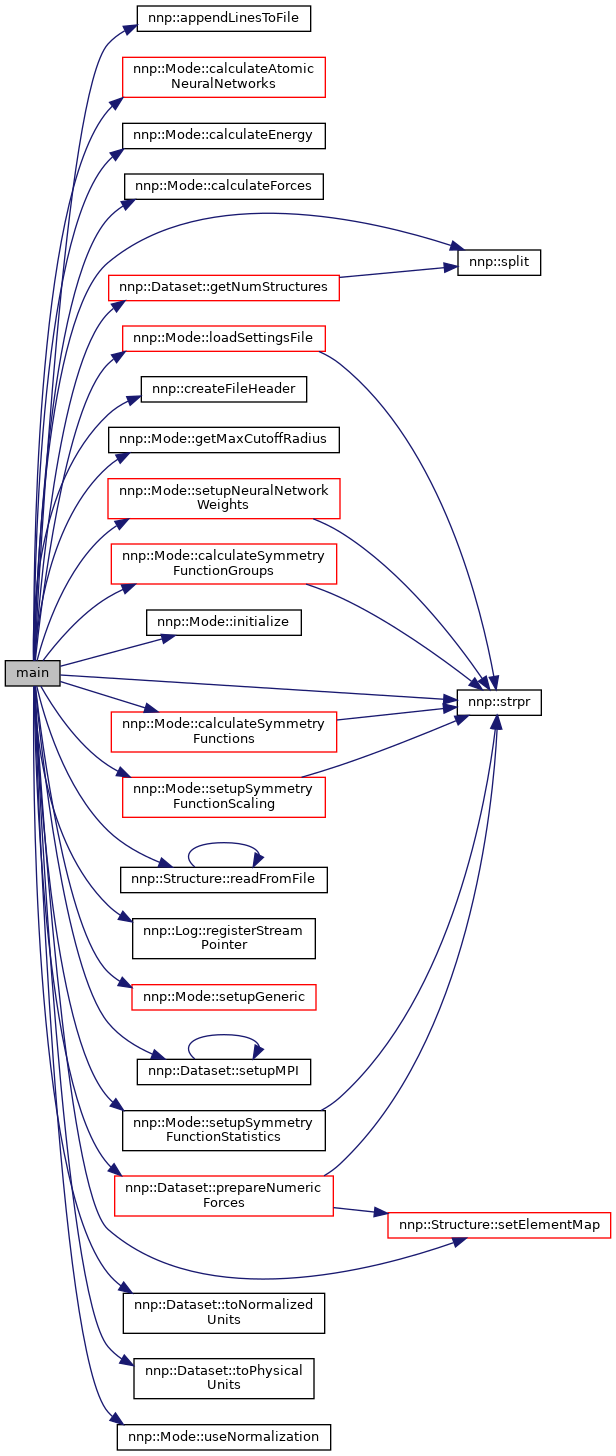 nnp::appendLinesToFile
nnp::Mode::calculateAtomic
NeuralNetworks
nnp::Mode::calculateEnergy
nnp::Mode::calculateForces
nnp::split
nnp::Dataset::getNumStructures
nnp::Mode::loadSettingsFile
nnp::createFileHeader
nnp::Mode::getMaxCutoffRadius
nnp::Mode::setupNeuralNetwork
Weights
nnp::Mode::calculateSymmetry
FunctionGroups
nnp::Mode::initialize
main
nnp::strpr
nnp::Mode::calculateSymmetry
Functions
nnp::Mode::setupSymmetry
FunctionScaling
nnp::Structure::readFromFile
nnp::Log::registerStream
Pointer
nnp::Mode::setupGeneric
nnp::Dataset::setupMPI
nnp::Mode::setupSymmetry
FunctionStatistics
nnp::Dataset::prepareNumeric
Forces
nnp::Structure::setElementMap
nnp::Dataset::toNormalized
Units
nnp::Dataset::toPhysical
Units
nnp::Mode::useNormalization